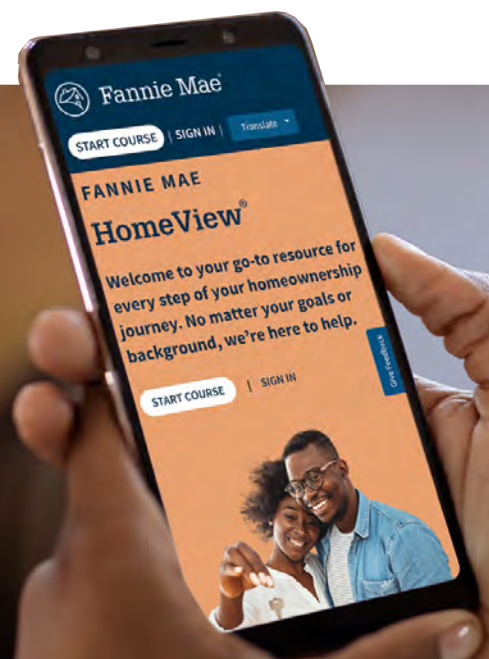 Fannie Mae
START COURSE | SIGN IN | Translate
FANNIE MAE
HomeView®
Welcome to your go-to resource for
every step of your homeownership
journey. No matter your goals or
background, we're here to help.
Give Feedback
START COURSE | SIGN IN